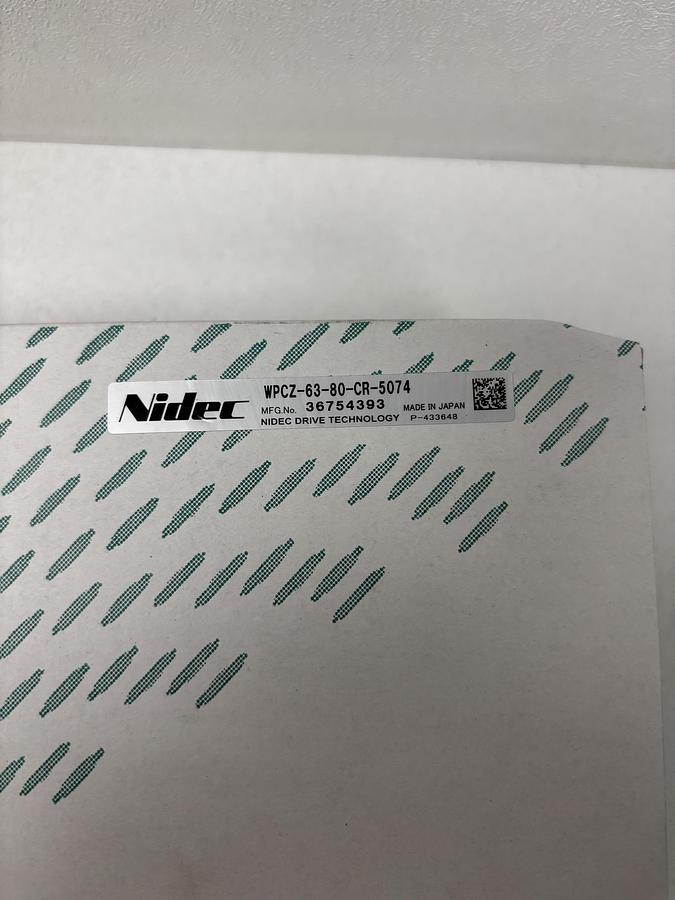 Nidec
WPCZ-63-80-CR-5074
MFG.No. 36754393 MADE IN JAPAN
NIDEC DRIVE TECHNOLOGY P-433648